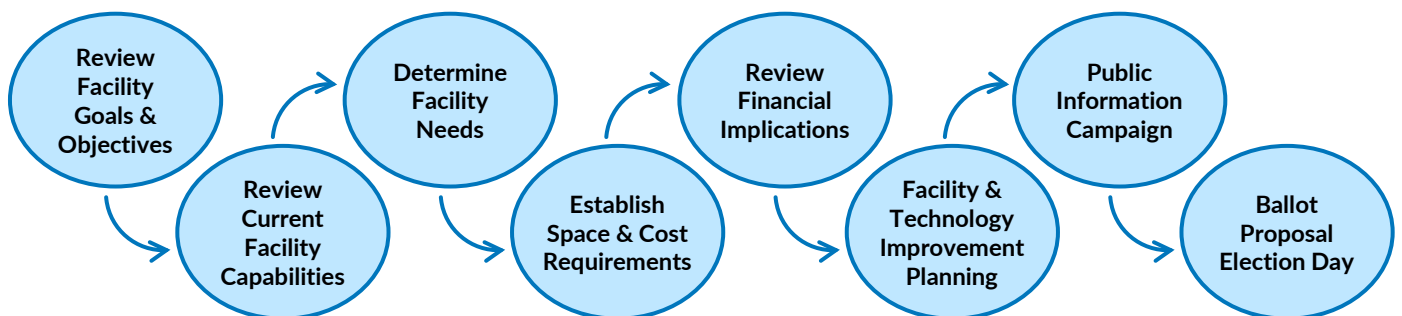 Review
Facility
Goals &
Objectives
Review
Current
Facility
Capabilities
Determine
Facility
Needs
Establish
Space & Cost
Requirements
Review
Financial
Implications
Facility &
Technology
Improvement
Planning
Public
Information
Campaign
Ballot
Proposal
Election Day